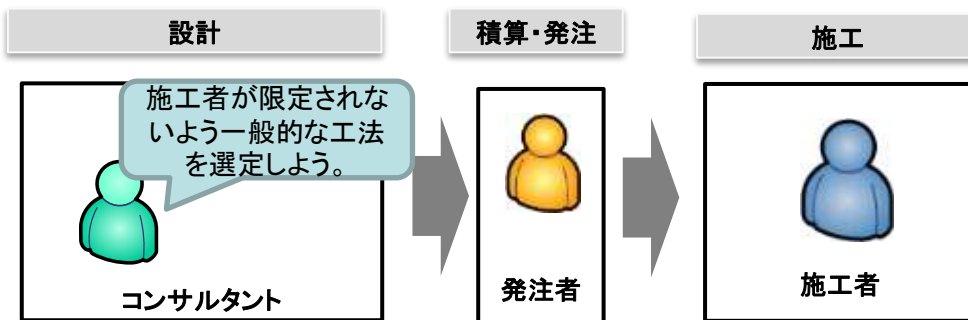 設計
積算・発注
施工
施工者が限定されな
いよう一般的な工法
を選定しよう。
コンサルタント
発注者
施工者